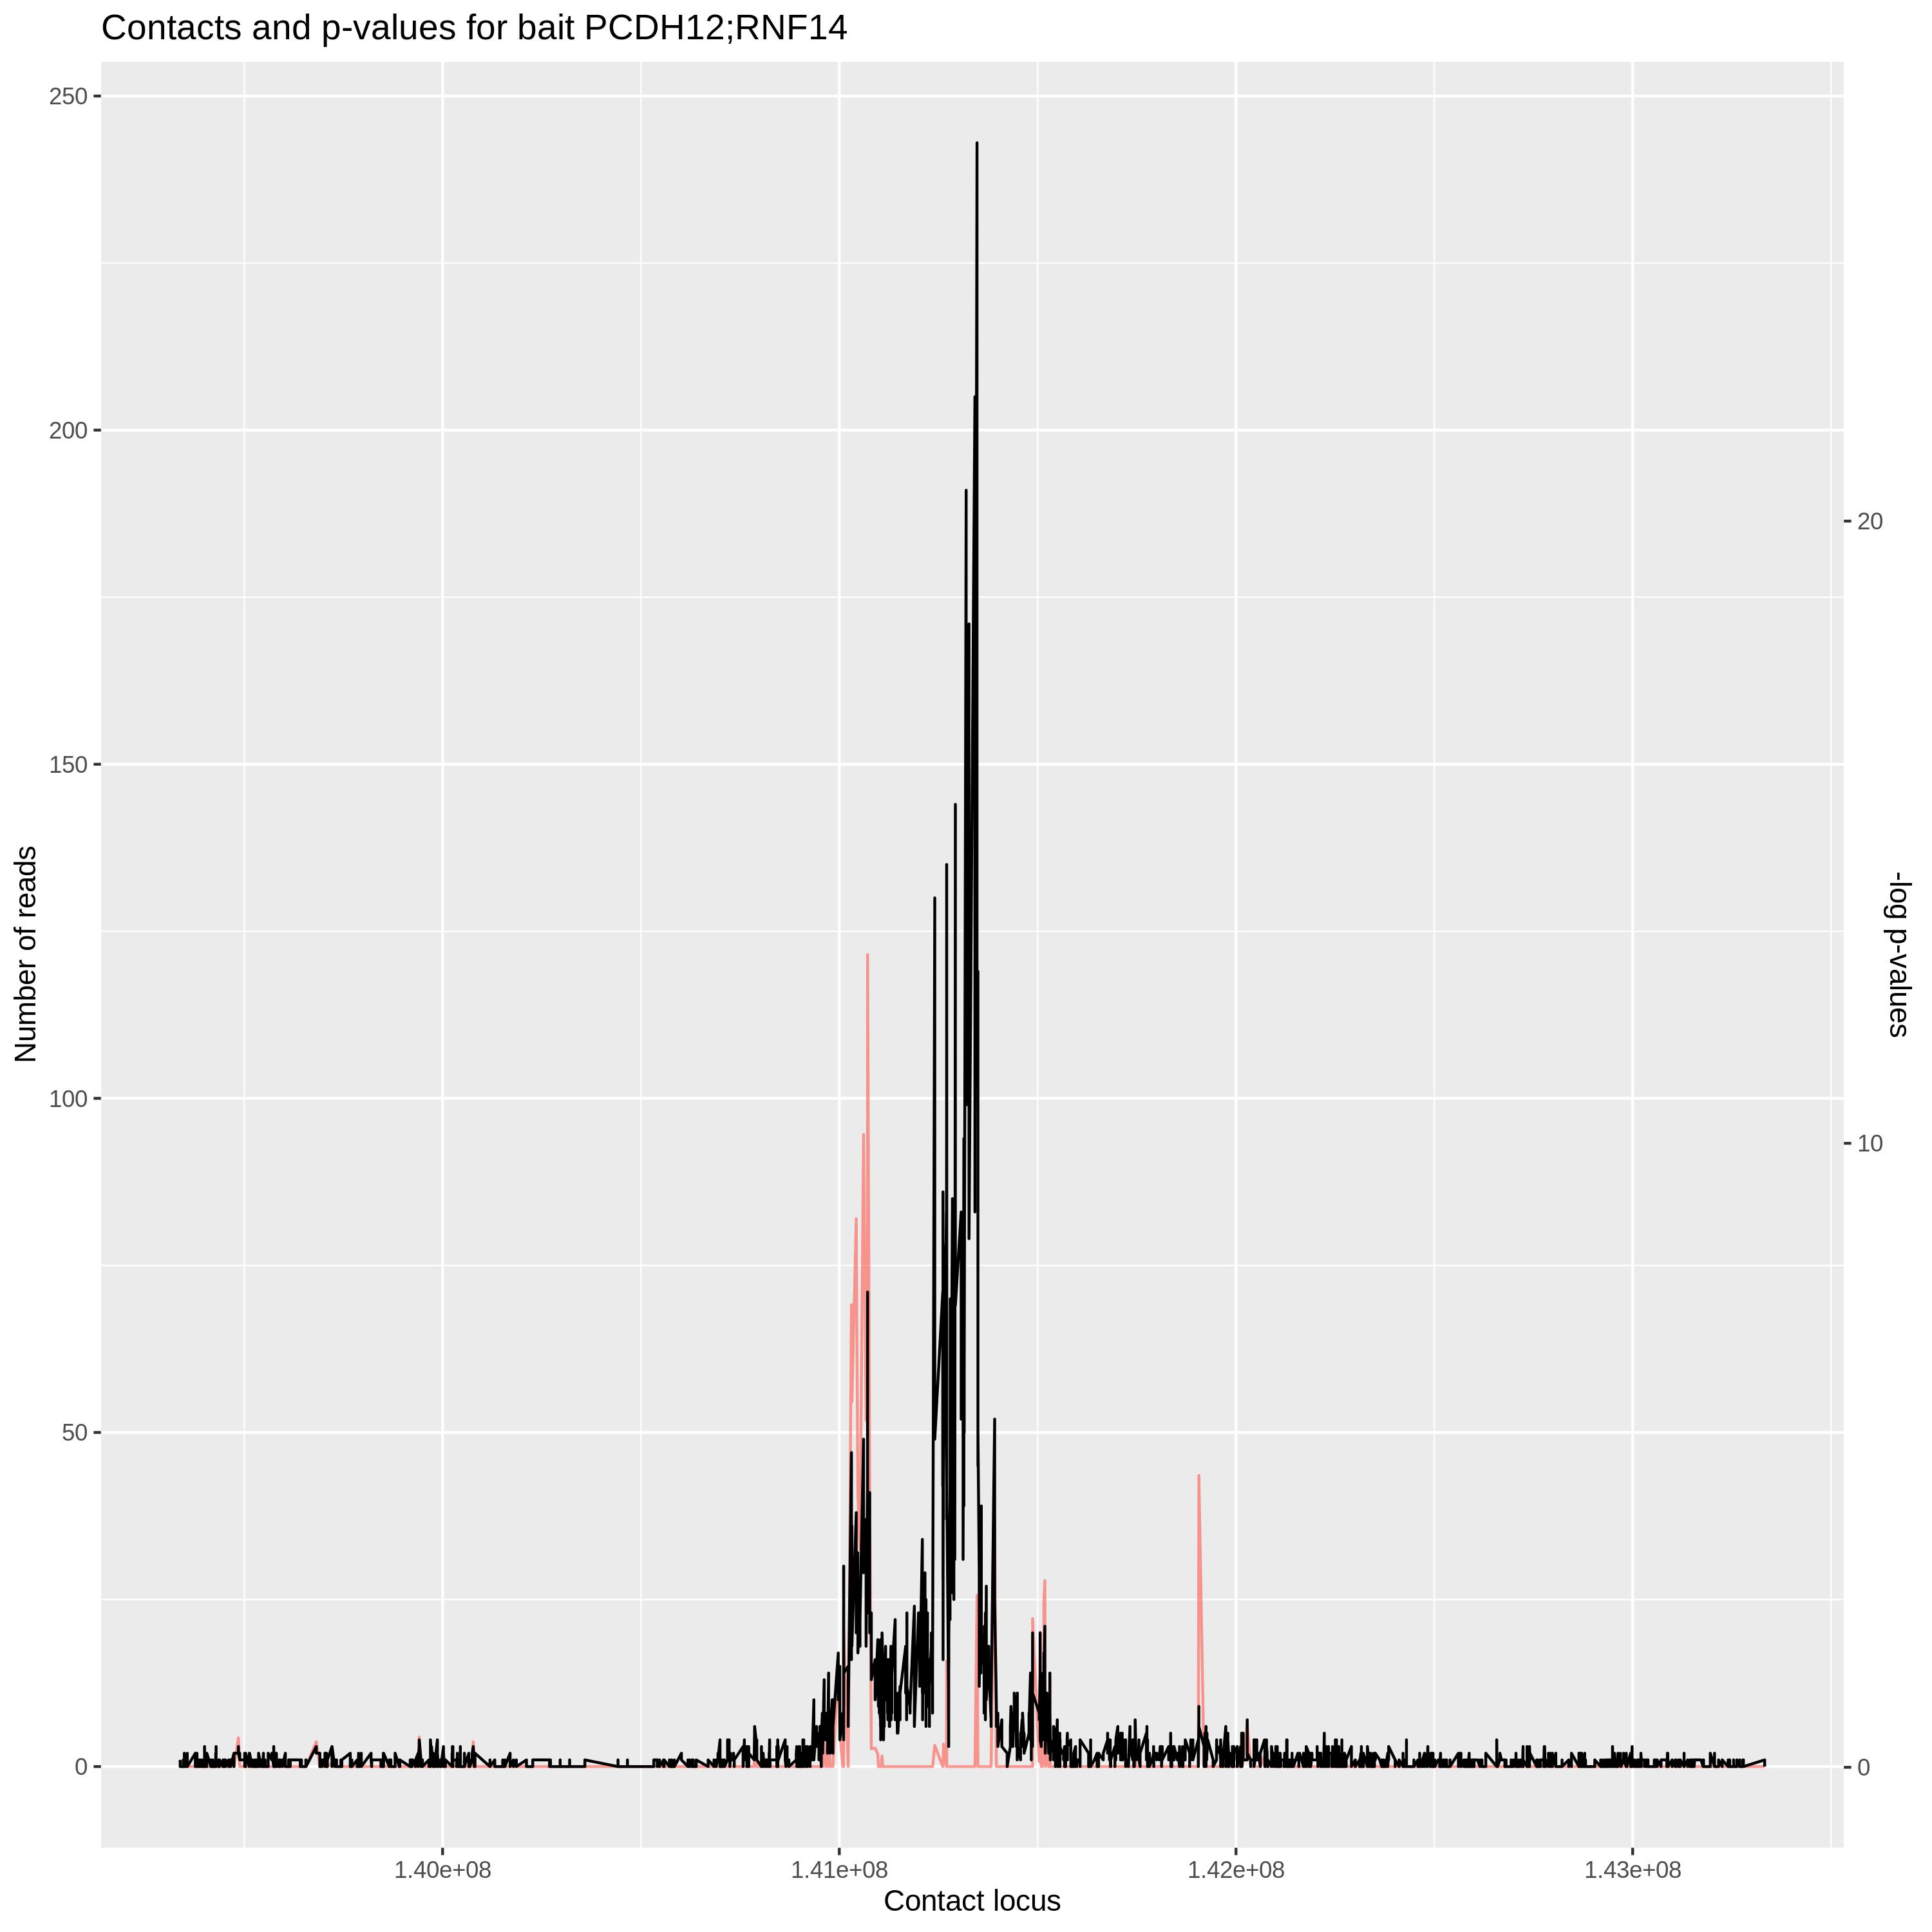 Contacts and p-values for bait PCDH12;RNF14
250
200
150
100
50
0
Number of reads
20
10
0
-log p-values
1.40e+08
1.41e+08
1.42e+08
1.43e+08
Contact locus